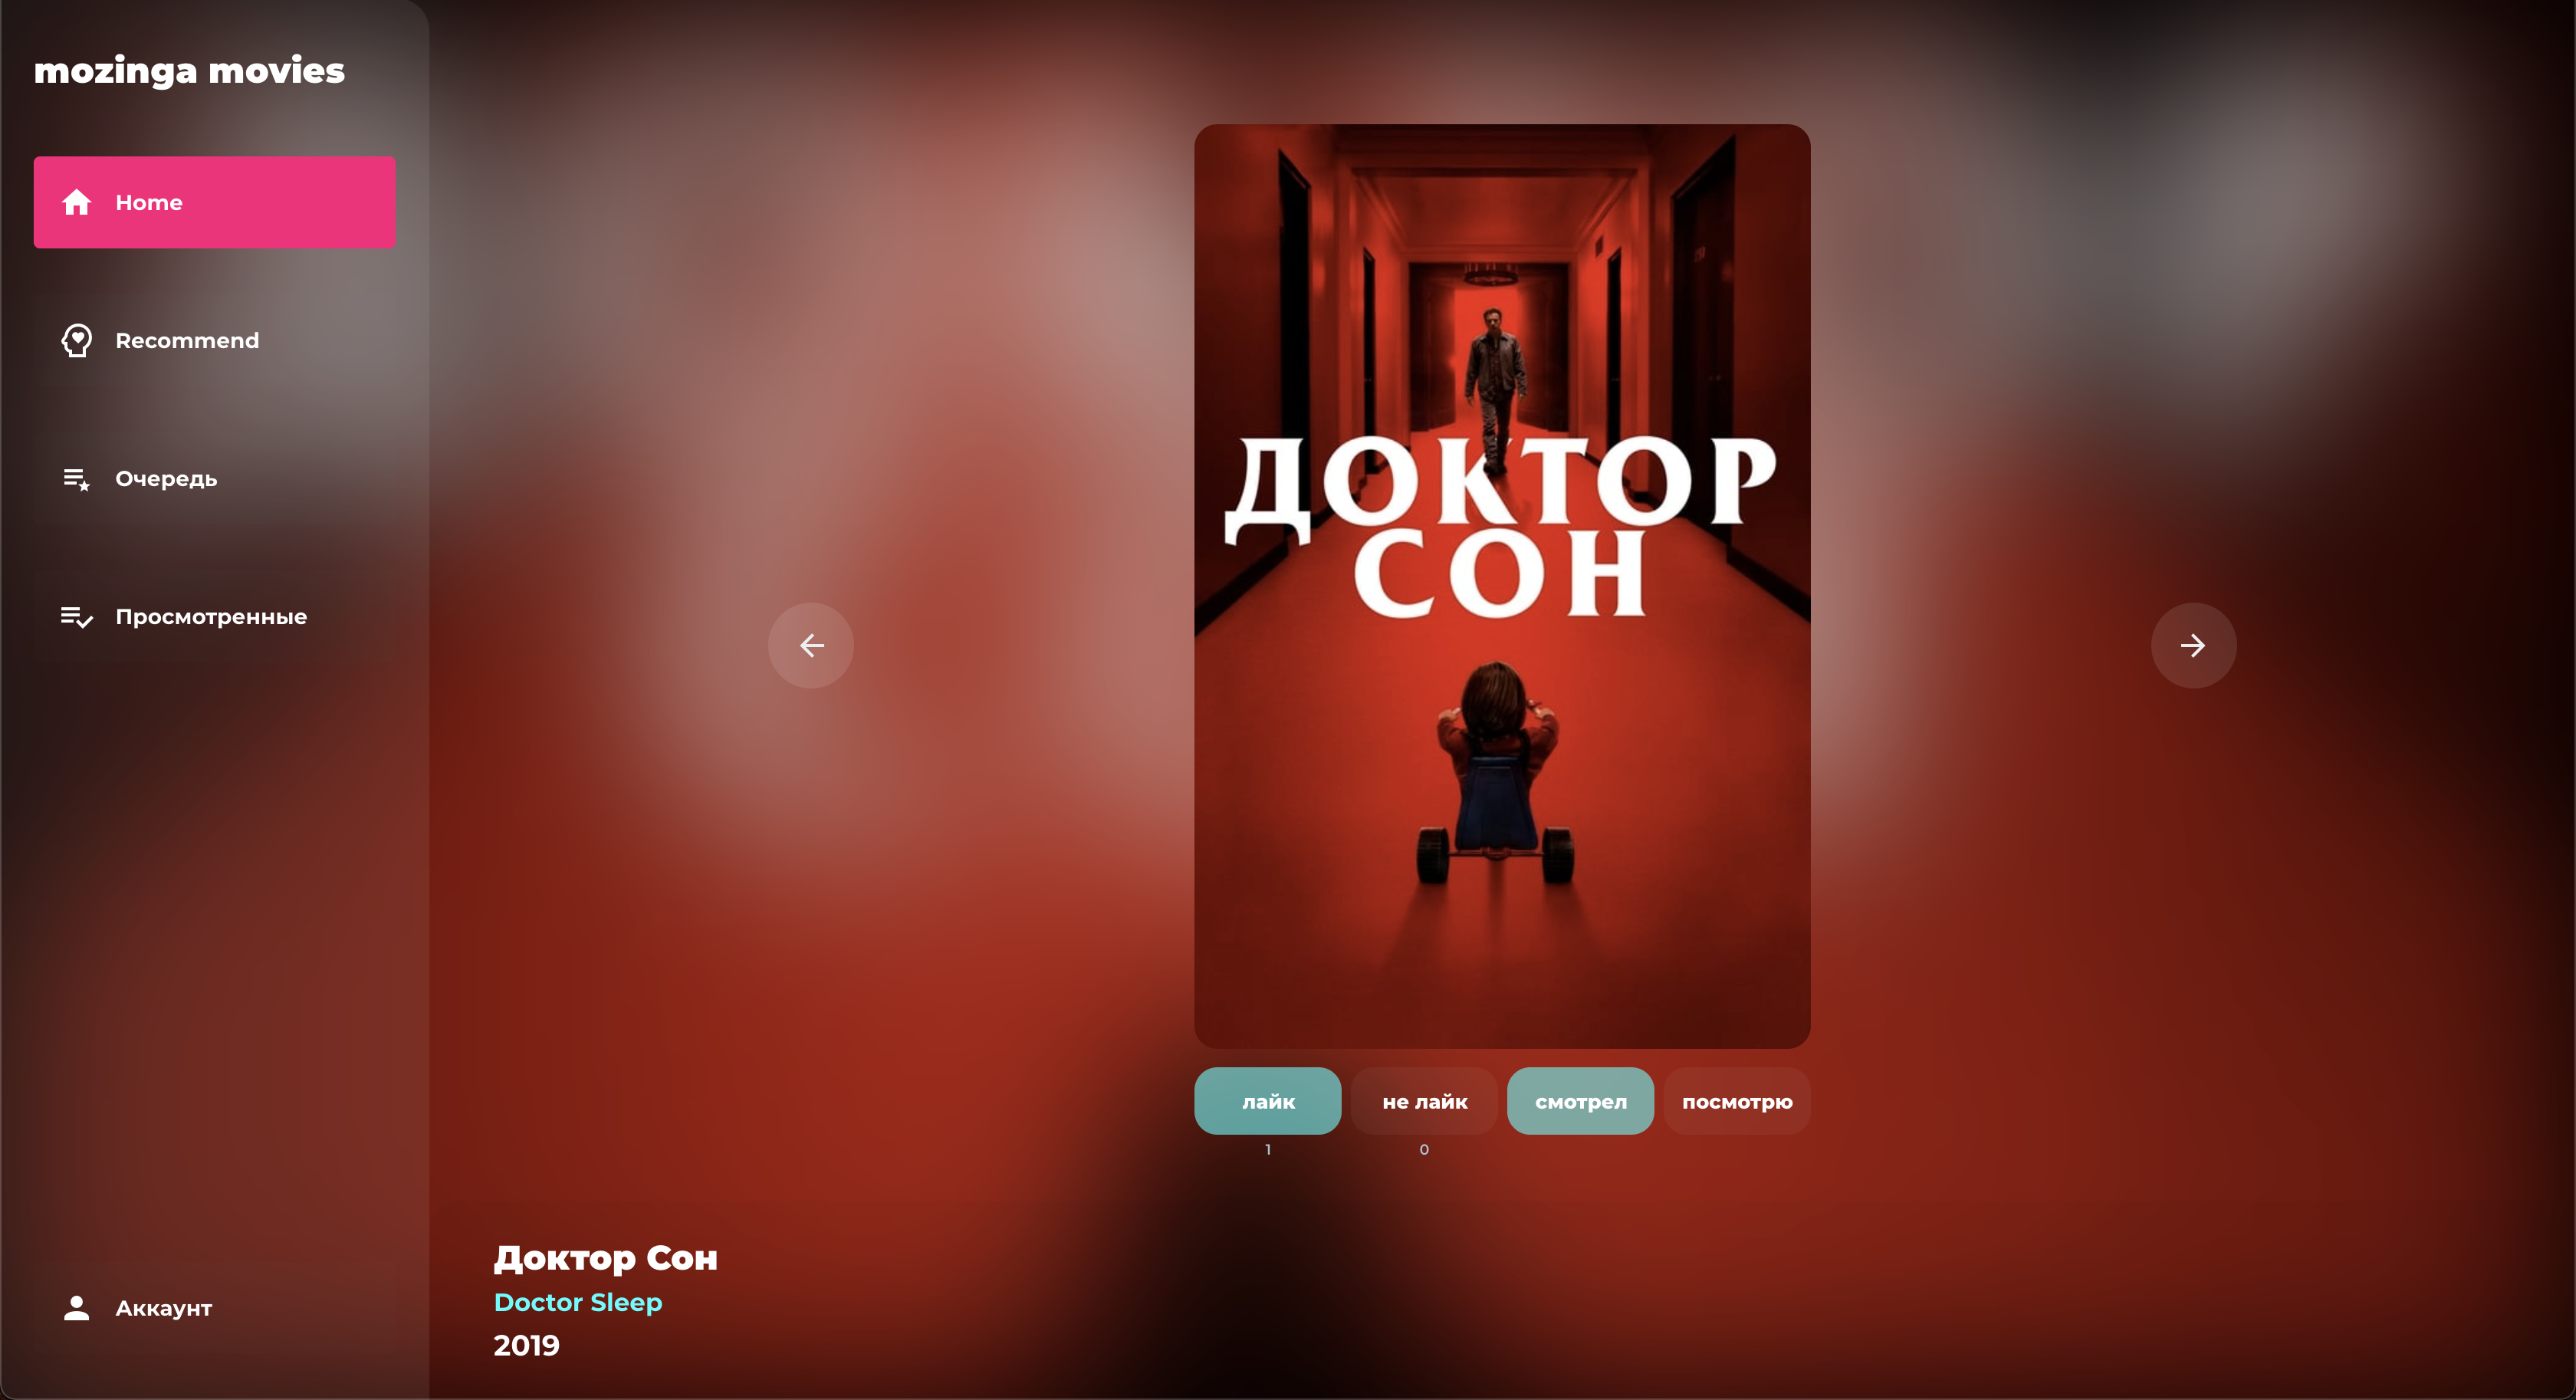 mozinga movies
Home
Recommend
Очередь
Просмотренные
Аккаунт
ДОКТОР
СОН
лайк
не лайк
смотрел
посмотрю
1
0
Доктор Сон
Doctor Sleep
2019